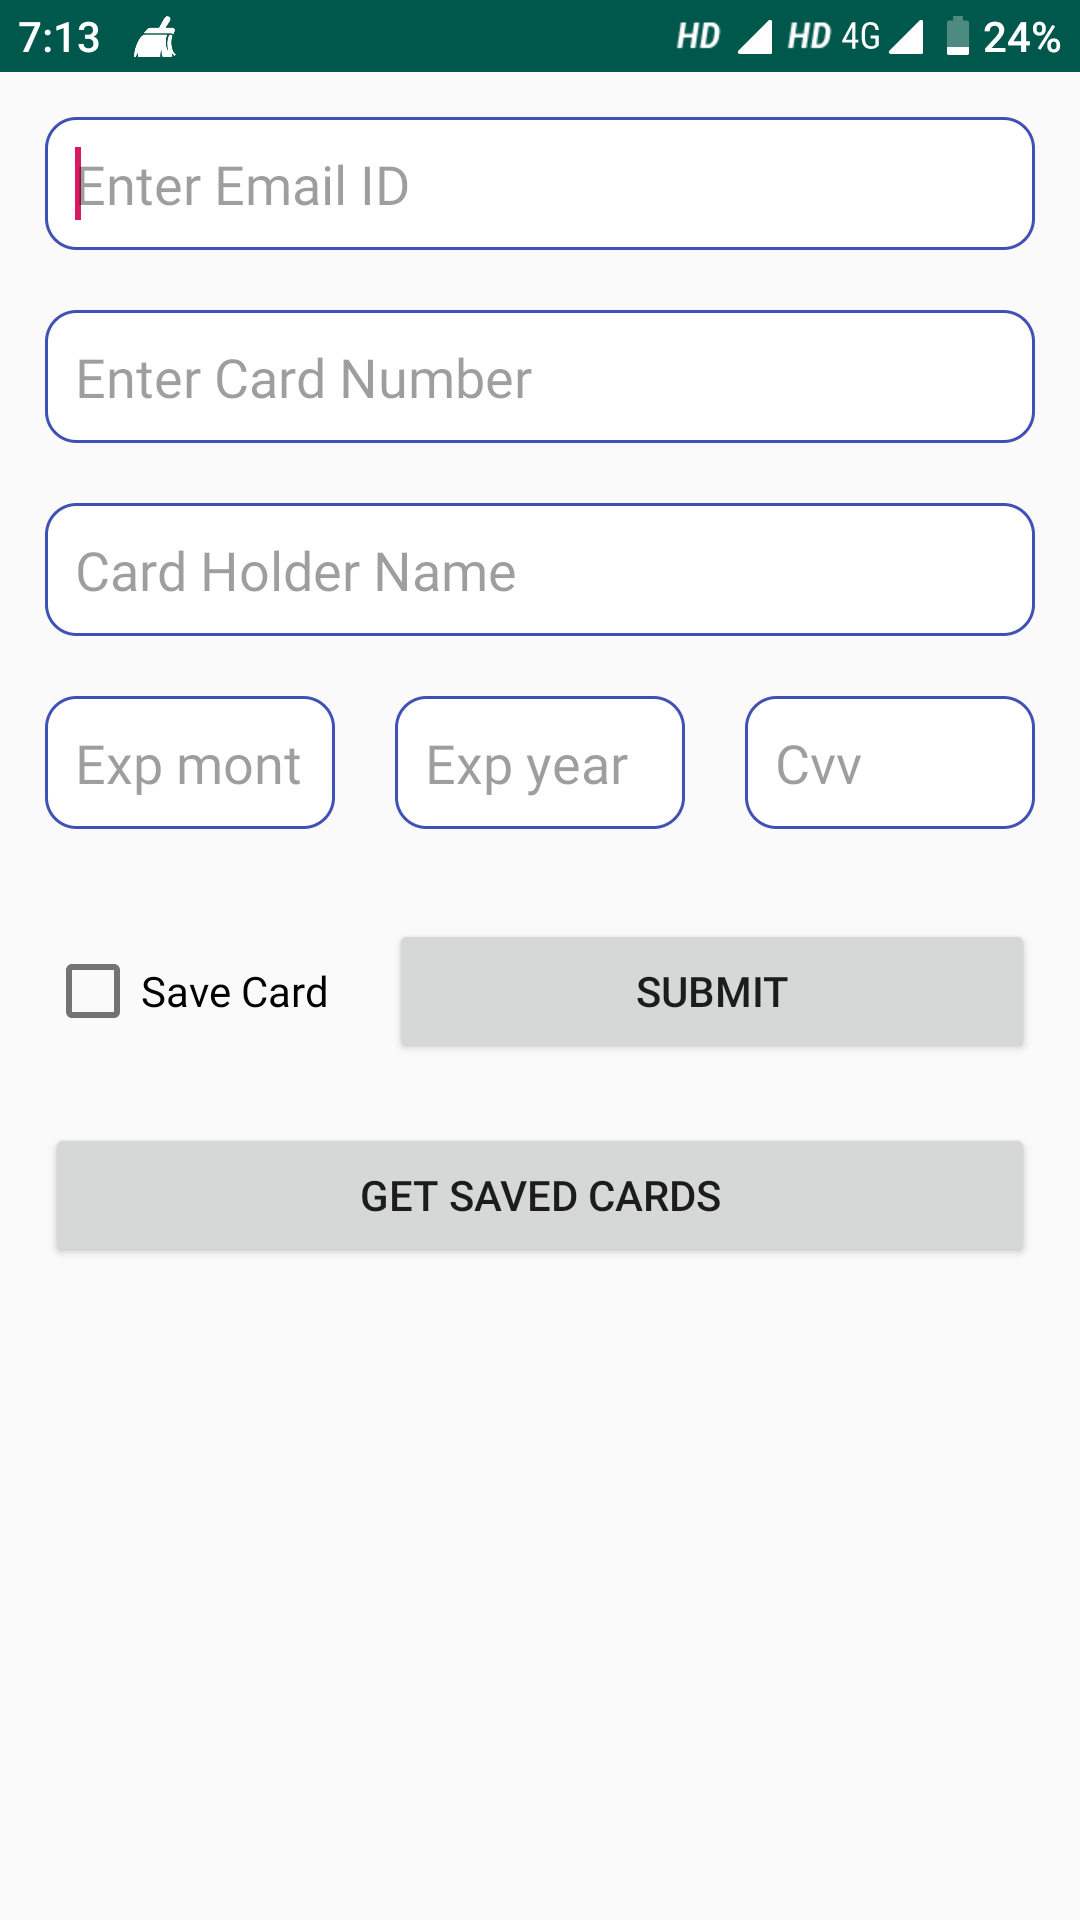 7:13 HD HD 4G 24%
Enter Email ID
Enter Card Number
Card Holder Name
Exp mont Exp year Cvv
Save Card SUBMIT
GET SAVED CARDS